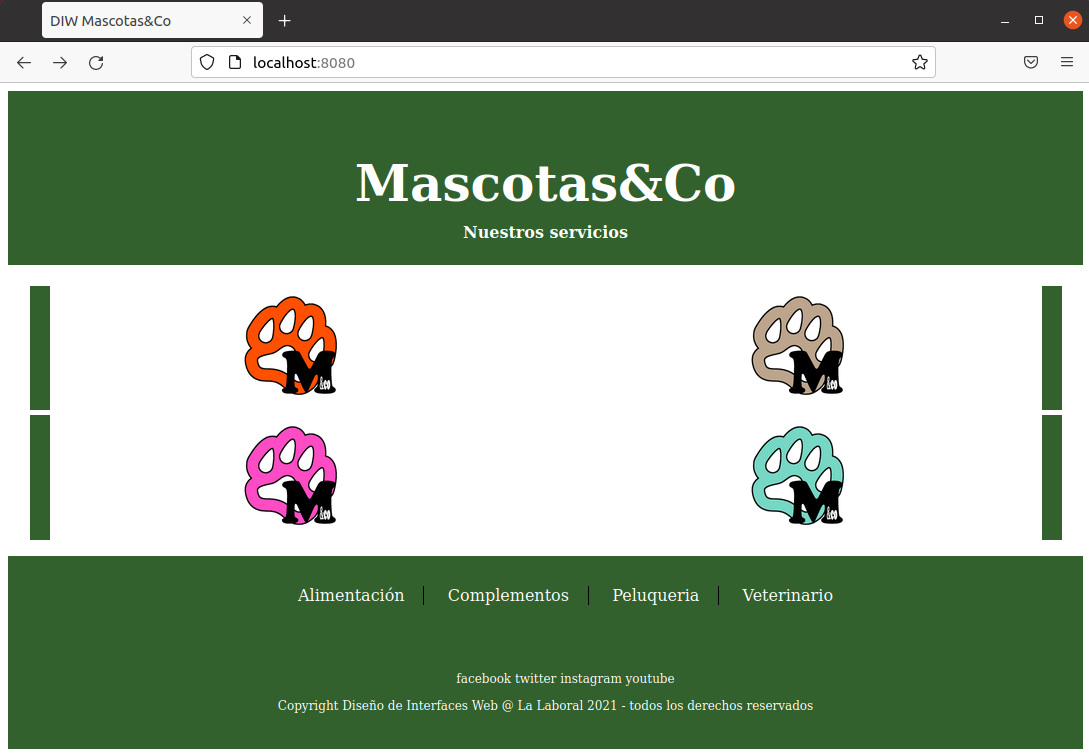 DIW Mascotas&Co
localhost:8080
Mascotas&Co
Nuestros servicios
M &co
M &co
M &co
M &co
Alimentación Complementos Peluqueria Veterinario
facebook twitter instagram youtube
Copyright Diseño de Interfaces Web @ La Laboral 2021 - todos los derechos reservados